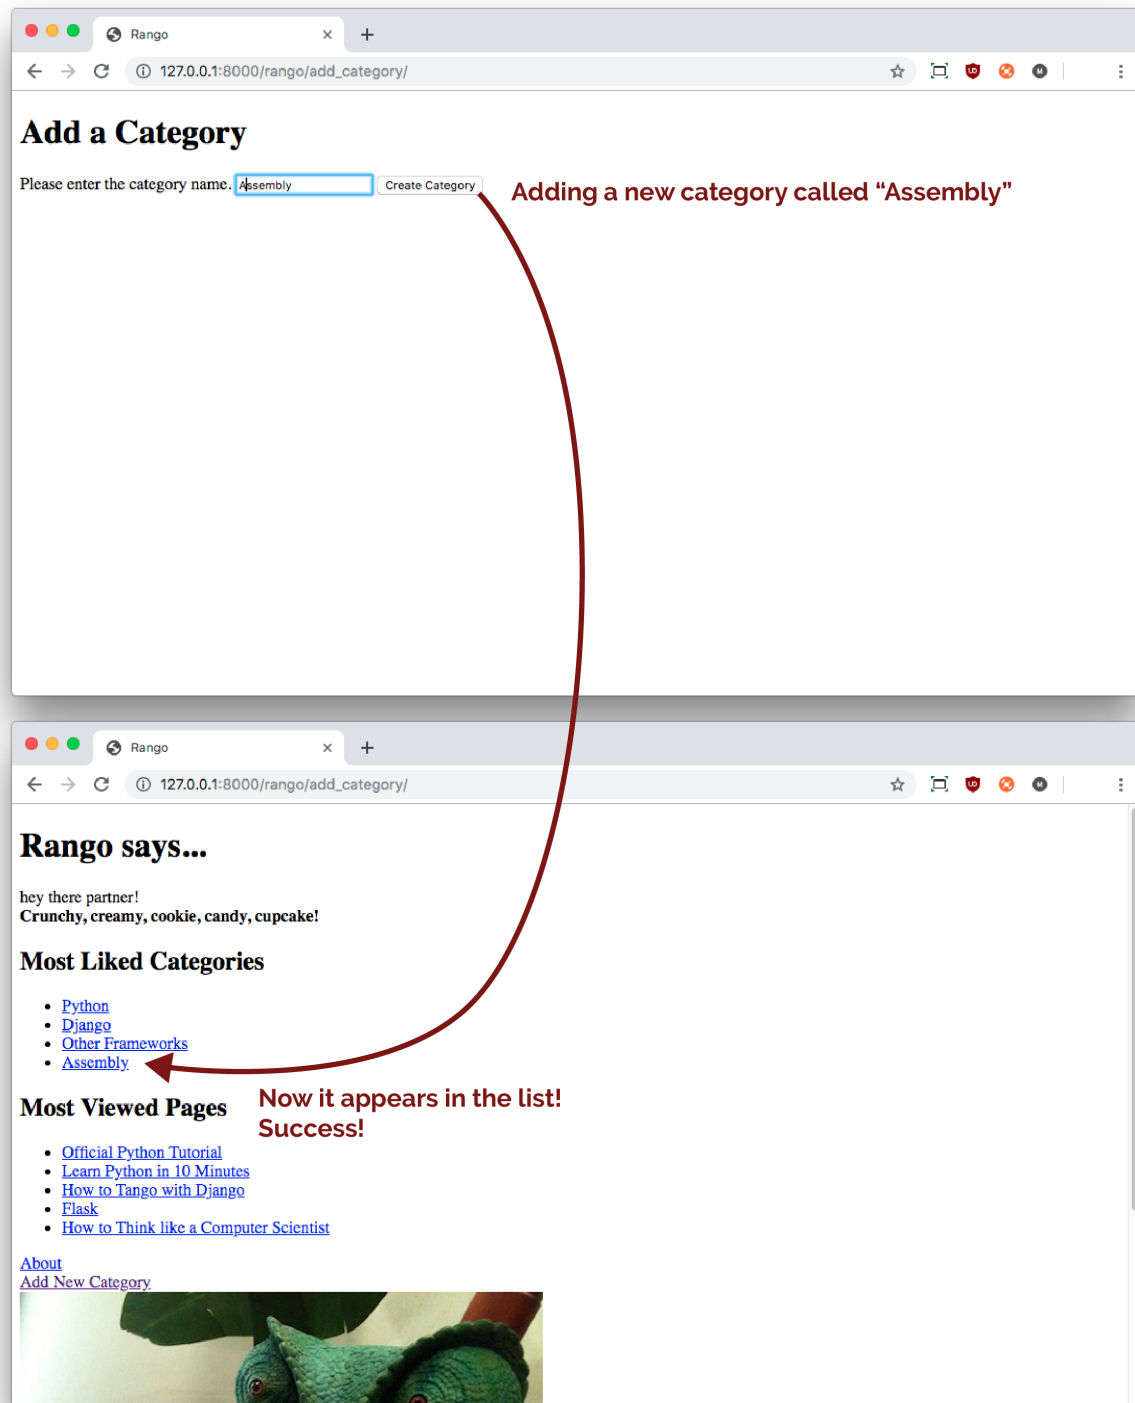 Rango
127.0.0.1:8000/rango/add_category/
Add a Category
Please enter the category name. Assembly Create Category
Adding a new category called “Assembly”
Rango
127.0.0.1:8000/rango/add_category/
Rango says...
hey there partner!
Crunchy, creamy, cookie, candy, cupcake!
Most Liked Categories
Python
Django
Other Frameworks
Assembly
Now it appears in the list!
Success!
Most Viewed Pages
Official Python Tutorial
Learn Python in 10 Minutes
How to Tango with Django
Flask
How to Think like a Computer Scientist
About
Add New Category